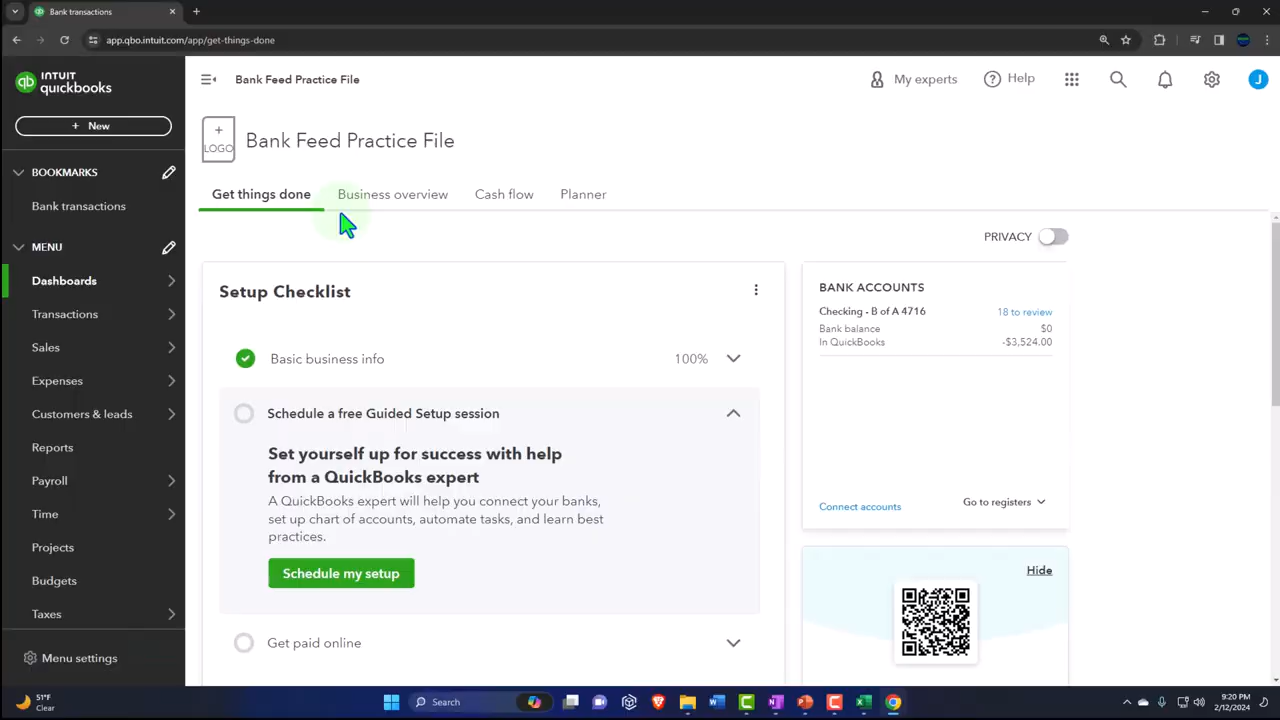 Bank transactions
app.qbo.intuit.com/app/get-things-done
INTUIT
quickbooks
Bank Feed Practice File
My experts
Help
J
+ New
+
LOGO
Bank Feed Practice File
BOOKMARKS
Bank transactions
MENU
Dashboards
Transactions
Sales
Expenses
Customers & leads
Reports
Payroll
Time
Projects
Budgets
Taxes
Menu settings
Get things done
Business overview
Cash flow
Planner
PRIVACY
Setup Checklist
Basic business info
100%
Schedule a free Guided Setup session
Set yourself up for success with help
from a QuickBooks expert
A QuickBooks expert will help you connect your banks,
set up chart of accounts, automate tasks, and learn best
practices.
Schedule my setup
Get paid online
BANK ACCOUNTS
Checking - B of A 4716
18 to review
Bank balance
$0
In QuickBooks
-$3,524.00
Connect accounts
Go to registers
Hide
51°F
Clear
Search
9:20 PM
2/12/2024